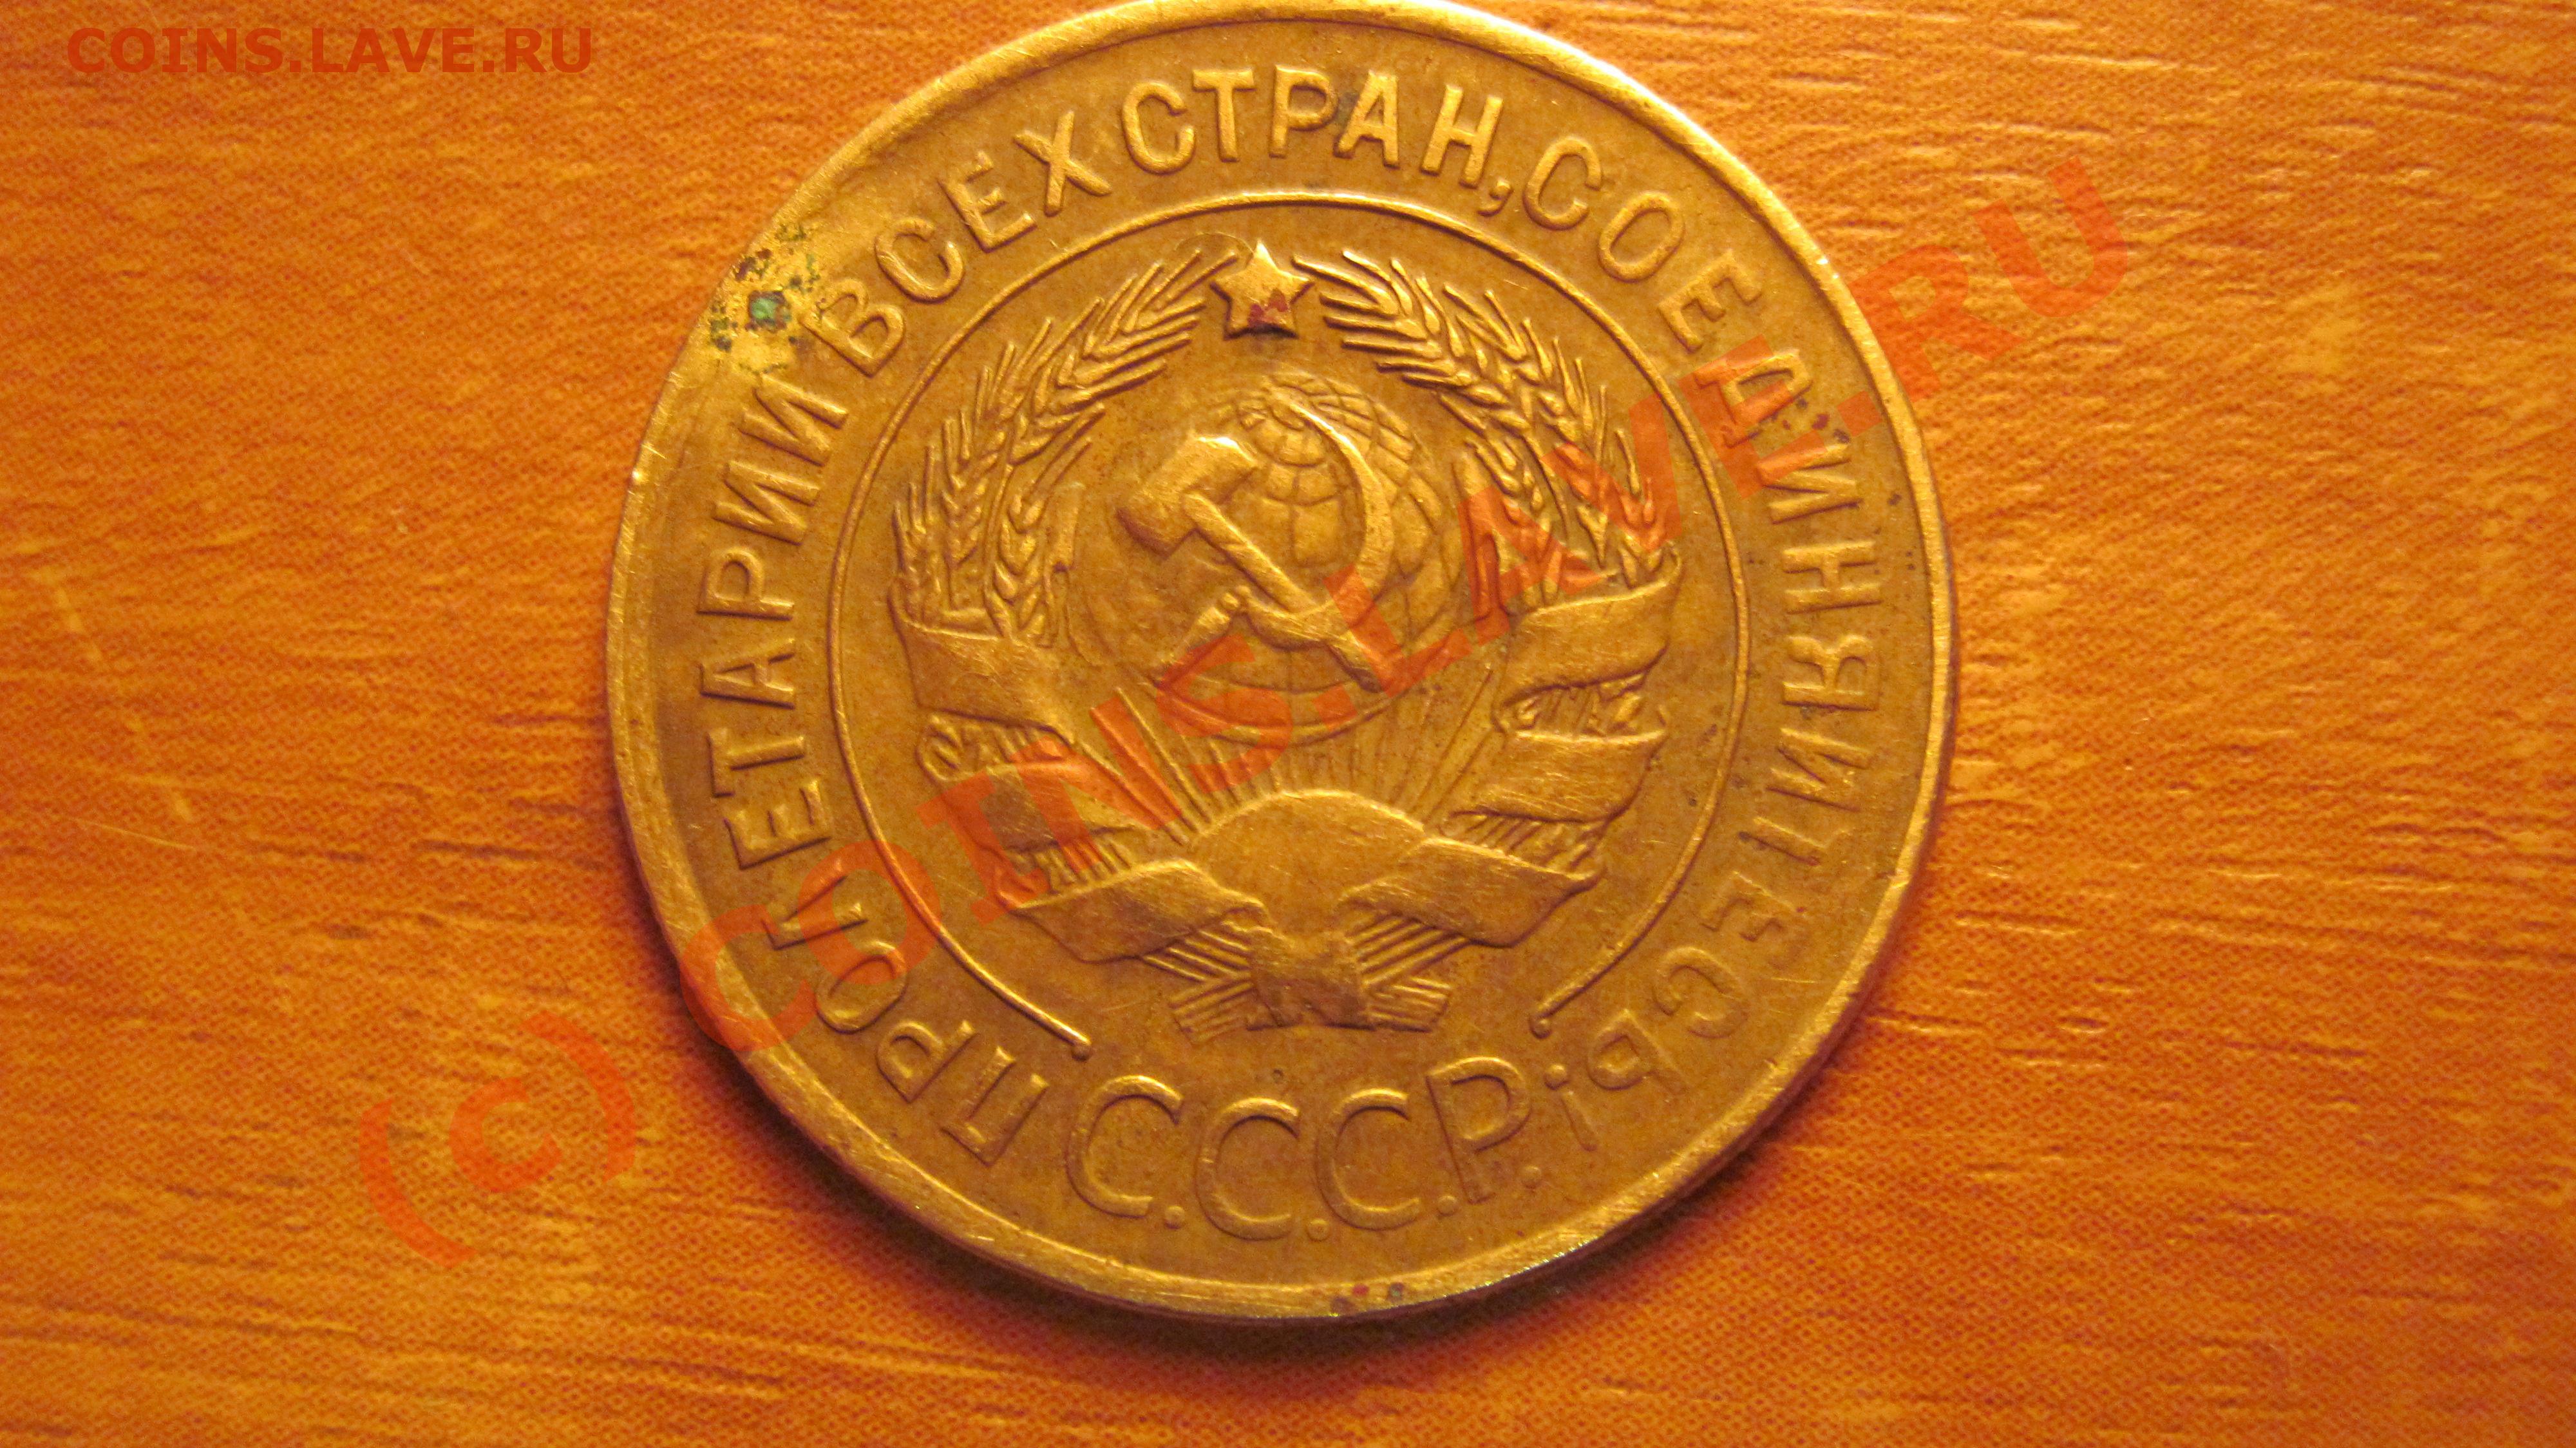 COINS.LAVE.RU
ПРОЛЕТАРИИ ВСЕХ СТРАН, СОЕДИНЯЙТЕСЬ!
С.С.С.Р.
(c) COINS.LAVE.RU